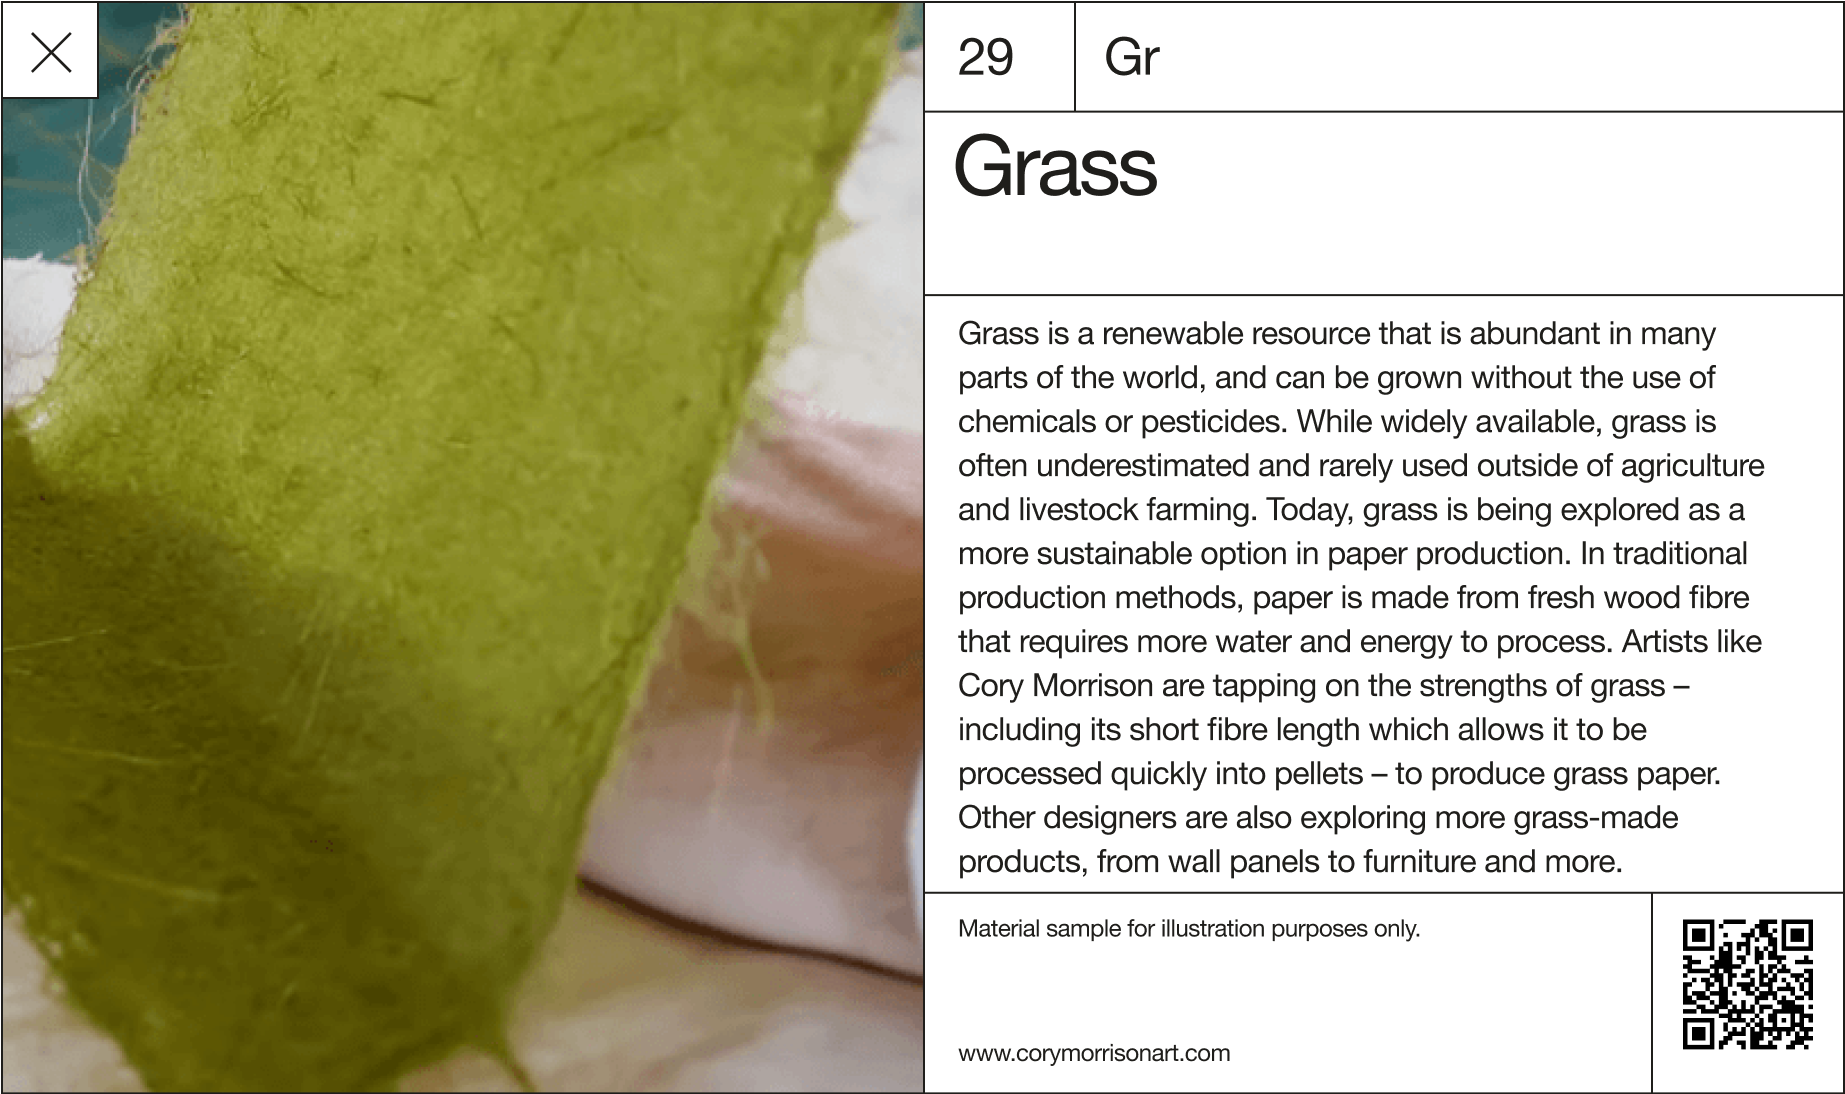 29
Gr
Grass
Grass is a renewable resource that is abundant in many
parts of the world, and can be grown without the use of
chemicals or pesticides. While widely available, grass is
often underestimated and rarely used outside of agriculture
and livestock farming. Today, grass is being explored as a
more sustainable option in paper production. In traditional
production methods, paper is made from fresh wood fibre
that requires more water and energy to process. Artists like
Cory Morrison are tapping on the strengths of grass –
including its short fibre length which allows it to be
processed quickly into pellets – to produce grass paper.
Other designers are also exploring more grass-made
products, from wall panels to furniture and more.
Material sample for illustration purposes only.
www.corymorrisonart.com